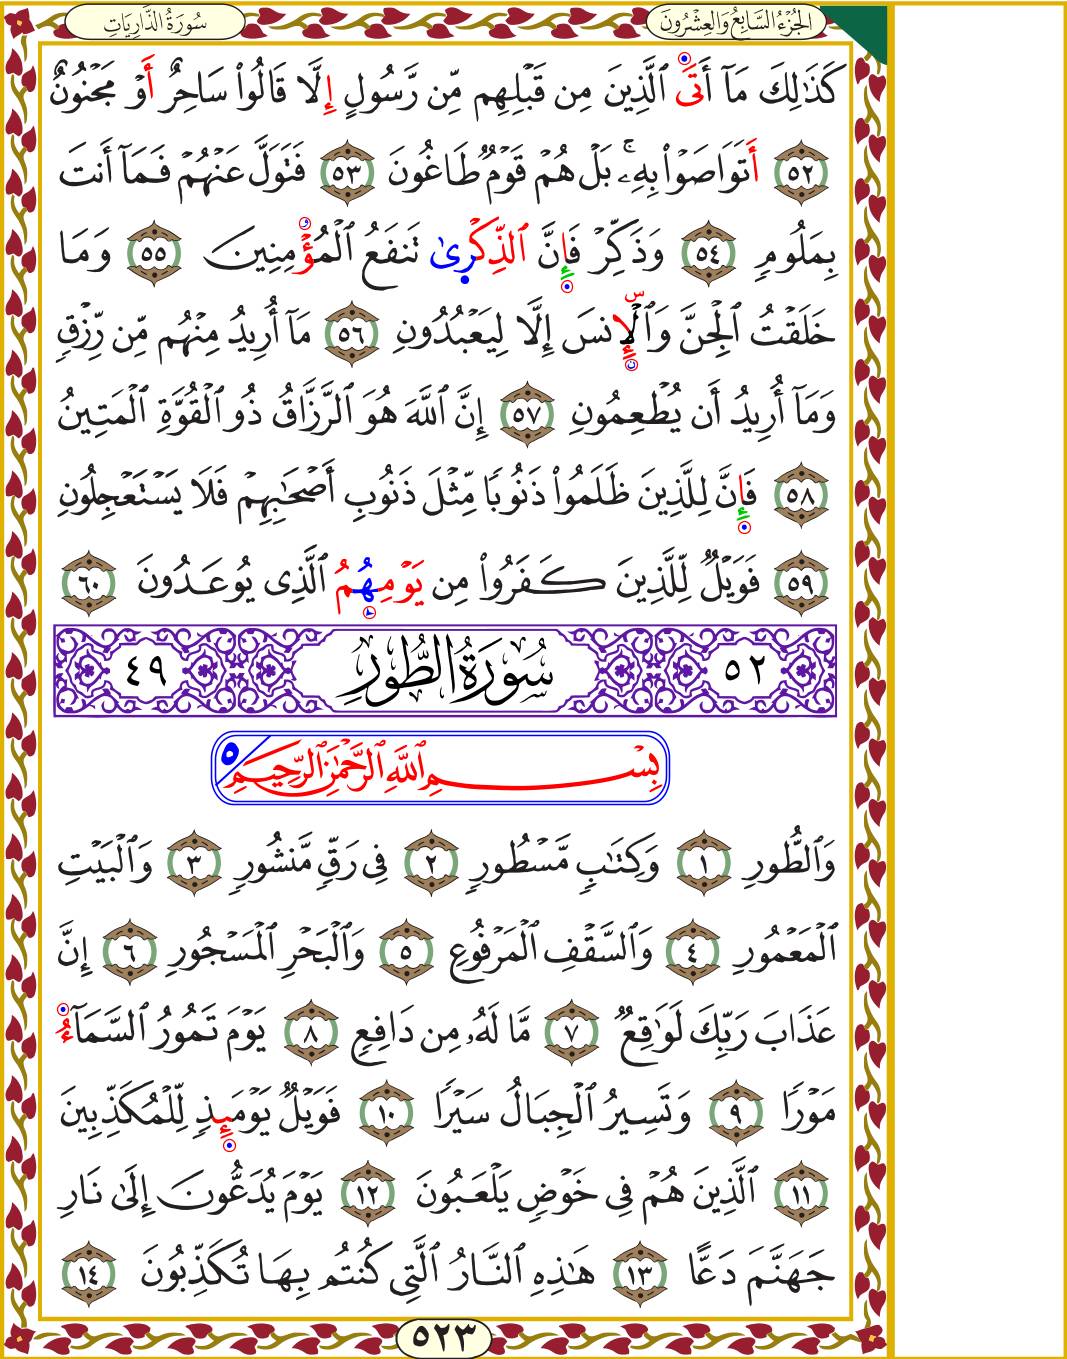 سُورَةُ الذَّارِيَاتِ
الجُزْءُ السَّابِعُ وَالعِشْرُونَ
كَذَٰلِكَ مَآ أَتَى ٱلَّذِينَ مِن قَبْلِهِم مِّن رَّسُولٍ إِلَّا قَالُوا۟ سَاحِرٌ أَوْ مَجْنُونٌ
٥٢ أَتَوَاصَوْا۟ بِهِۦ ۚ بَلْ هُمْ قَوْمٌ طَاغُونَ ٥٣ فَتَوَلَّ عَنْهُمْ فَمَآ أَنتَ
بِمَلُومٍ ٥٤ وَذَكِّرْ فَإِنَّ ٱلذِّكْرَىٰ تَنفَعُ ٱلْمُؤْمِنِينَ ٥٥ وَمَا
خَلَقْتُ ٱلْجِنَّ وَٱلْإِنسَ إِلَّا لِيَعْبُدُونِ ٥٦ مَآ أُرِيدُ مِنْهُم مِّن رِّزْقٍ
وَمَآ أُرِيدُ أَن يُطْعِمُونِ ٥٧ إِنَّ ٱللَّهَ هُوَ ٱلرَّزَّاقُ ذُو ٱلْقُوَّةِ ٱلْمَتِينُ
٥٨ فَإِنَّ لِلَّذِينَ ظَلَمُوا۟ ذَنُوبًا مِّثْلَ ذَنُوبِ أَصْحَٰبِهِمْ فَلَا يَسْتَعْجِلُونِ
٥٩ فَوَيْلٌ لِّلَّذِينَ كَفَرُوا۟ مِن يَوْمِهُمُ ٱلَّذِى يُوعَدُونَ ٦٠
٥٢ سُورَةُ الطُّورِ ٤٩
بِسْمِ ٱللَّهِ ٱلرَّحْمَٰنِ ٱلرَّحِيمِ ٥
وَٱلطُّورِ ١ وَكِتَٰبٍ مَّسْطُورٍ ٢ فِى رَقٍّ مَّنشُورٍ ٣ وَٱلْبَيْتِ
ٱلْمَعْمُورِ ٤ وَٱلسَّقْفِ ٱلْمَرْفُوعِ ٥ وَٱلْبَحْرِ ٱلْمَسْجُورِ ٦ إِنَّ
عَذَابَ رَبِّكَ لَوَٰقِعٌ ٧ مَّا لَهُۥ مِن دَافِعٍ ٨ يَوْمَ تَمُورُ ٱلسَّمَآءُ
مَوْرًا ٩ وَتَسِيرُ ٱلْجِبَالُ سَيْرًا ١٠ فَوَيْلٌ يَوْمَئِذٍ لِّلْمُكَذِّبِينَ
١١ ٱلَّذِينَ هُمْ فِى خَوْضٍ يَلْعَبُونَ ١٢ يَوْمَ يُدَعُّونَ إِلَىٰ نَارِ
جَهَنَّمَ دَعًّا ١٣ هَٰذِهِ ٱلنَّارُ ٱلَّتِى كُنتُم بِهَا تُكَذِّبُونَ ١٤
٥٢٣